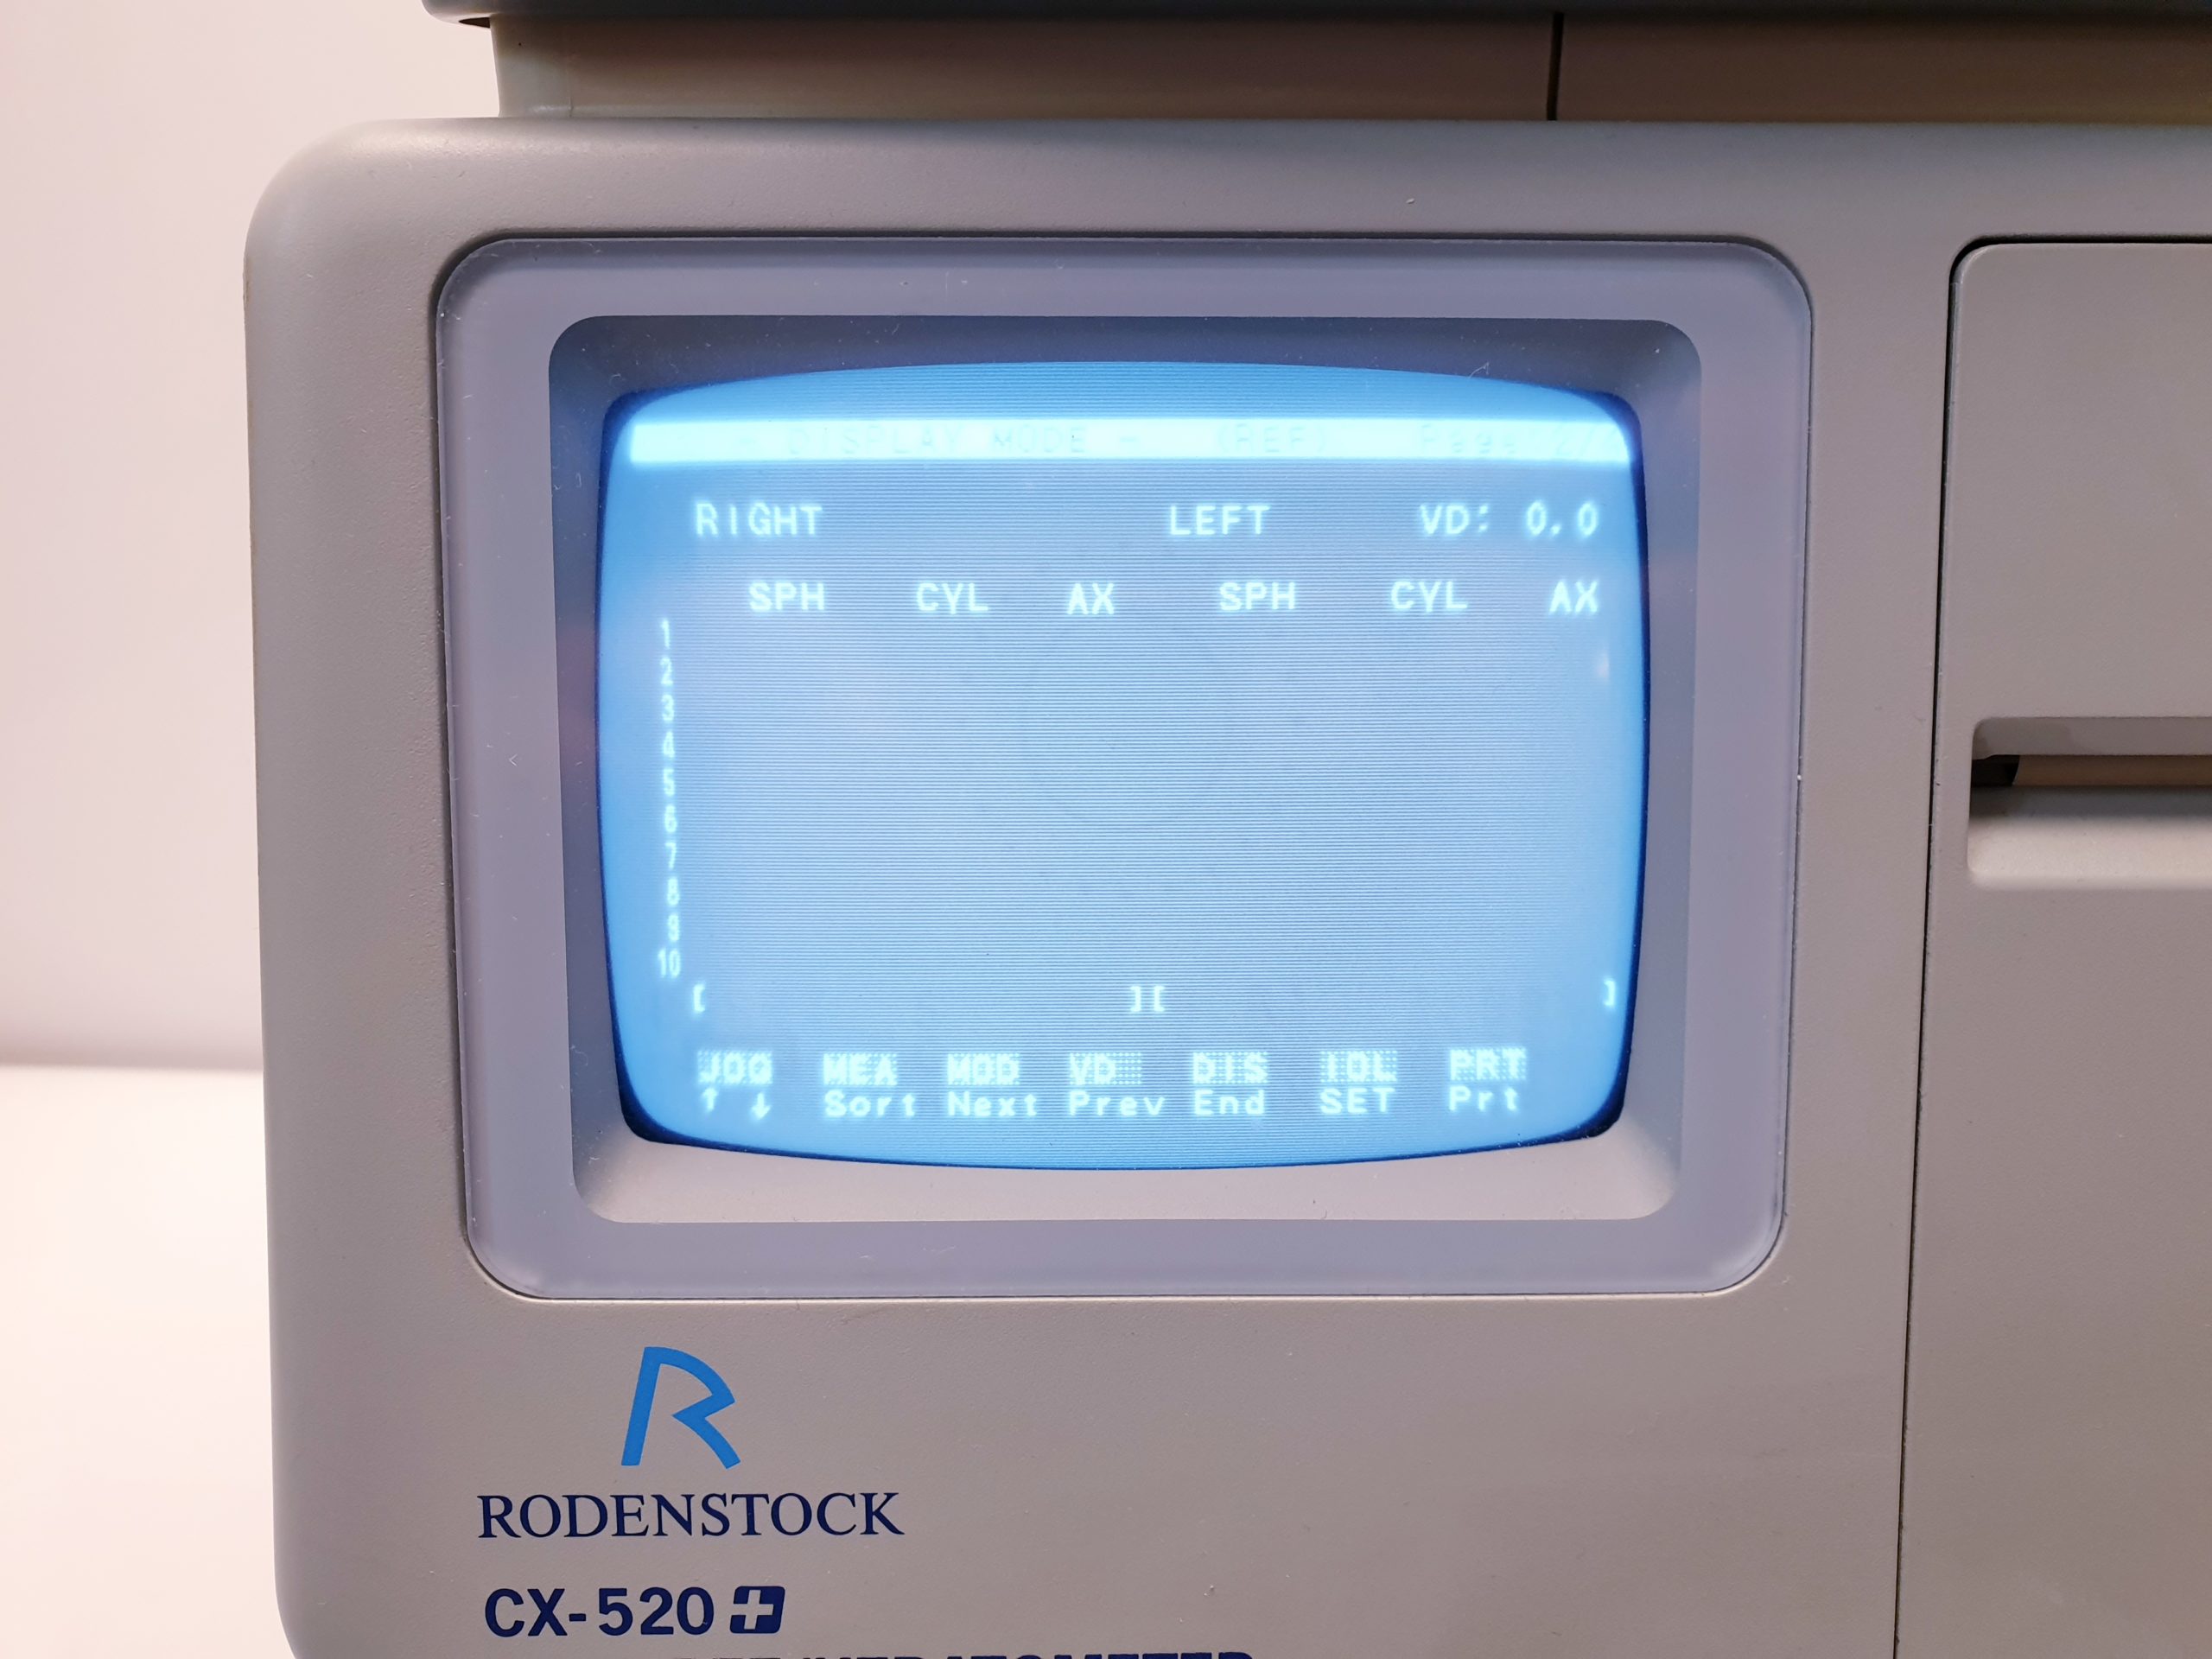 - DISPLAY MODE - (REF) Page 2/
RIGHT LEFT VD: 0.0
SPH CYL AX SPH CYL AX
1
2
3
4
5
6
7
8
9
10
[ ][ ]
JOG MEA MOD VD DIS IOL PRT
↑ ↓ Sort Next Prev End SET Prt
R
RODENSTOCK
CX-520+